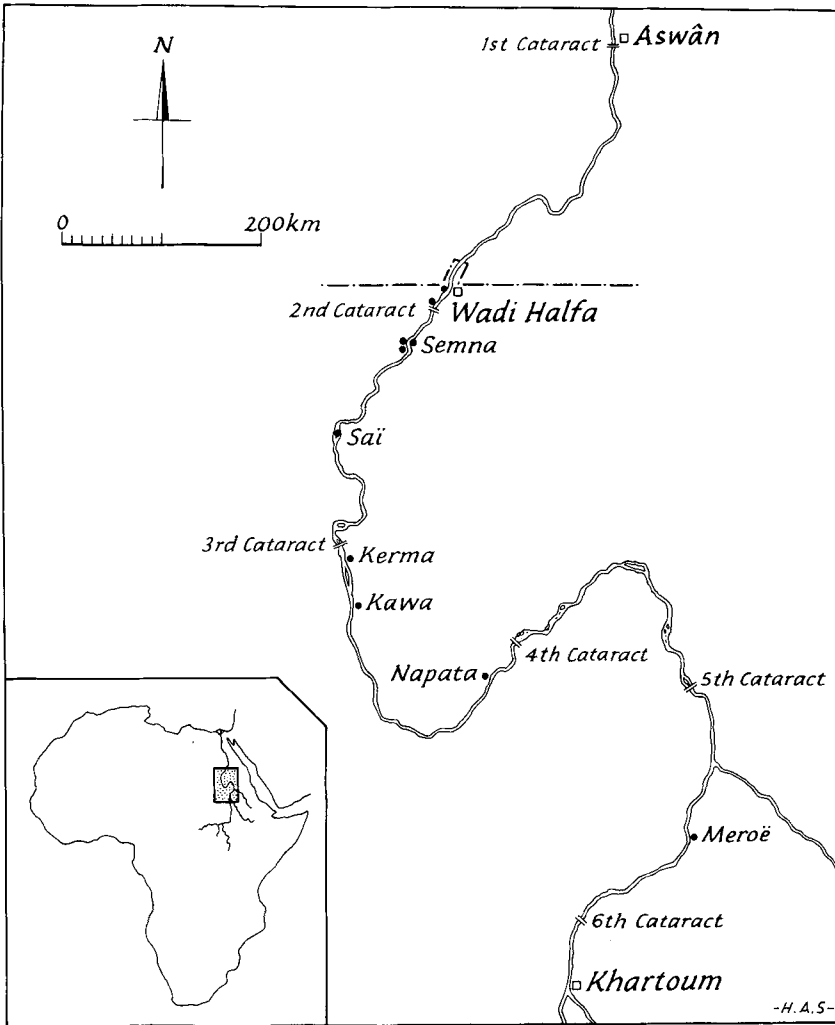 1st Cataract
Aswân
N
0 200km
2nd Cataract
Wadi Halfa
Semna
Saï
3rd Cataract
Kerma
Kawa
4th Cataract
Napata
5th Cataract
Meroë
6th Cataract
Khartoum
-H.A.S-